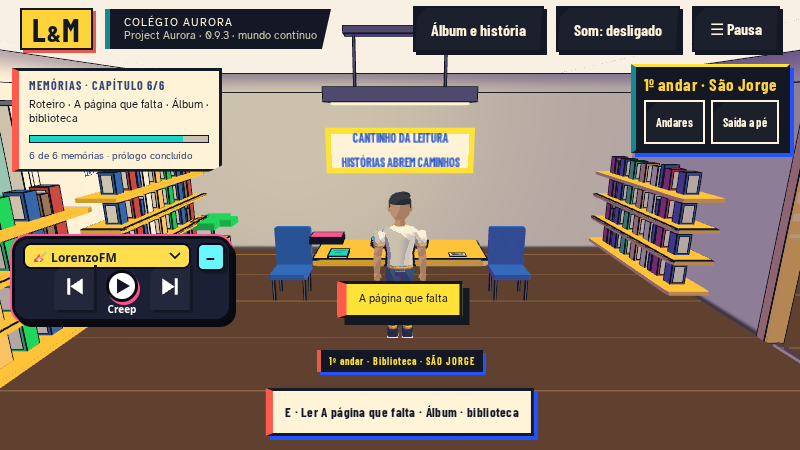 L&M
COLÉGIO AURORA
Project Aurora · 0.9.3 · mundo contínuo
Álbum e história
Som: desligado
☰ Pausa
MEMÓRIAS · CAPÍTULO 6/6
Roteiro · A página que falta · Álbum ·
biblioteca
6 de 6 memórias · prólogo concluído
1º andar · São Jorge
Andares
Saída a pé
CANTINHO DA LEITURA
HISTÓRIAS ABREM CAMINHOS
LorenzoFM
–
Creep
A página que falta
1º andar · Biblioteca · SÃO JORGE
E · Ler A página que falta · Álbum · biblioteca